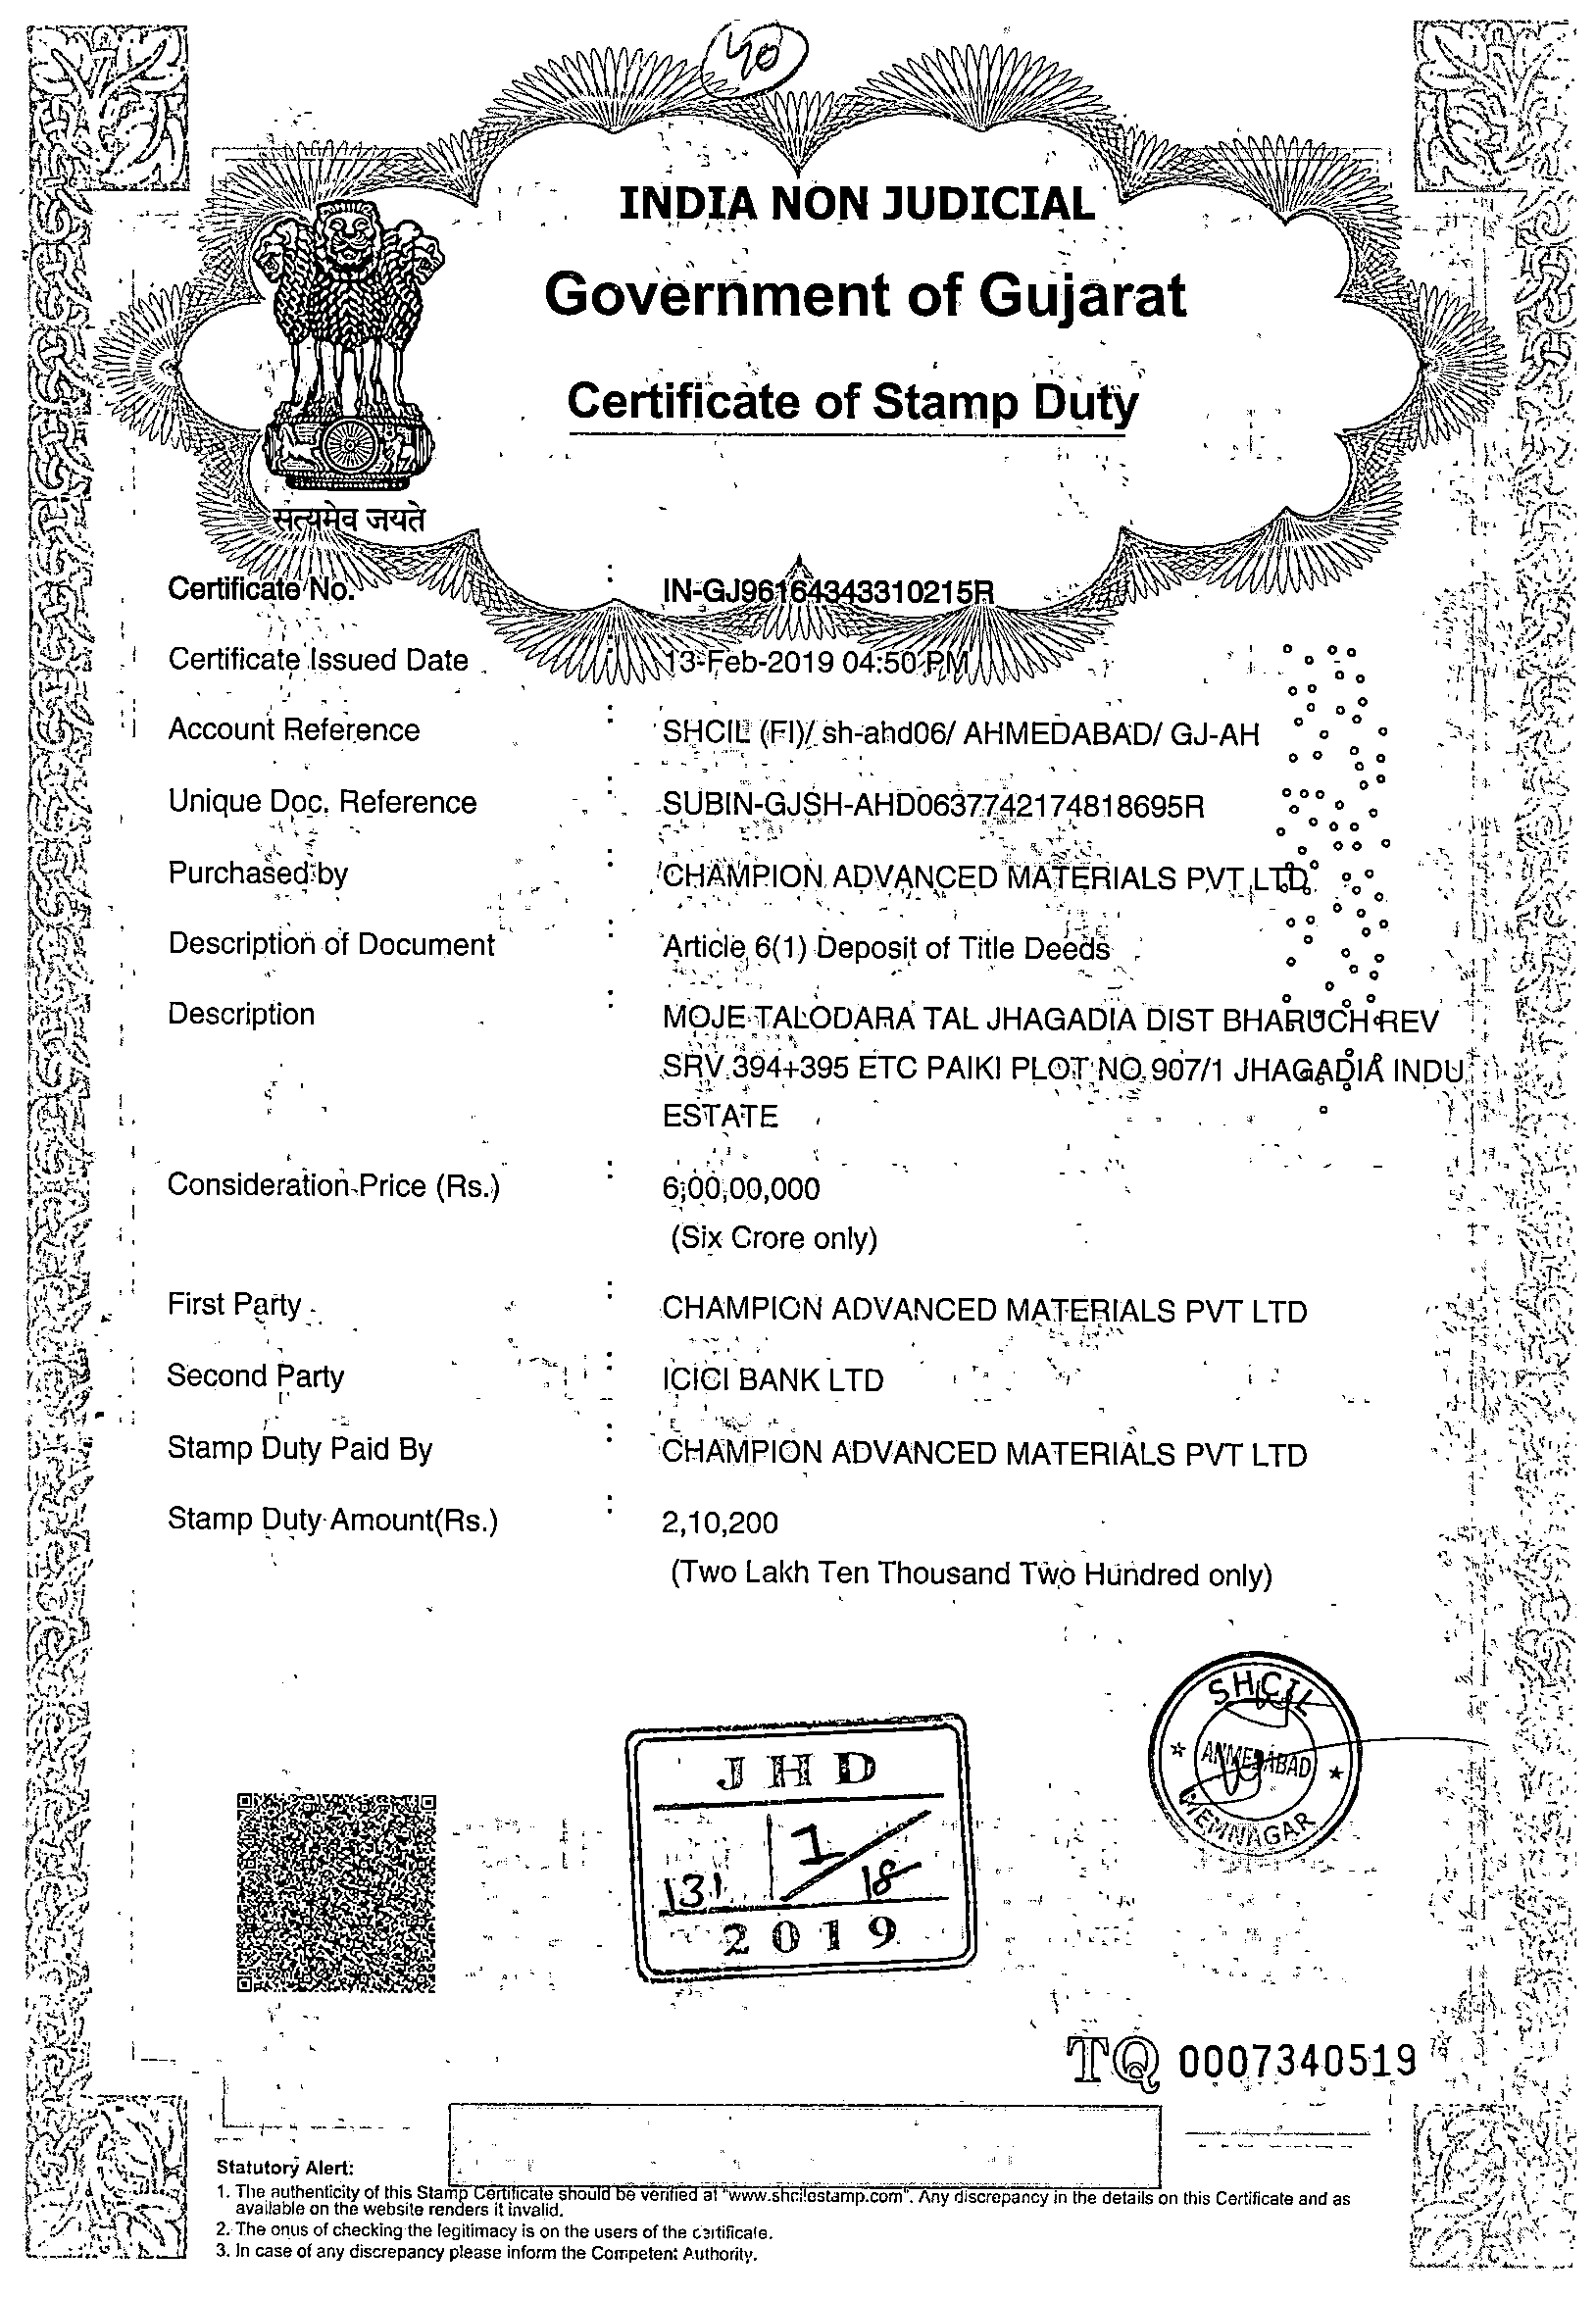 40
INDIA NON JUDICIAL
Government of Gujarat
Certificate of Stamp Duty
सत्यमेव जयते
Certificate No. : IN-GJ96164343310215R
Certificate Issued Date : 13-Feb-2019 04:50 PM
Account Reference : SHCIL (FI)/ sh-ahd06/ AHMEDABAD/ GJ-AH
Unique Doc. Reference : SUBIN-GJSH-AHD0637742174818695R
Purchased by : CHAMPION ADVANCED MATERIALS PVT LTD
Description of Document : Article 6(1) Deposit of Title Deeds
Description : MOJE TALODARA TAL JHAGADIA DIST BHARUCH REV
SRV 394+395 ETC PAIKI PLOT NO 907/1 JHAGADIA INDU
ESTATE
Consideration Price (Rs.) : 6,00,00,000
(Six Crore only)
First Party : CHAMPION ADVANCED MATERIALS PVT LTD
Second Party : ICICI BANK LTD
Stamp Duty Paid By : CHAMPION ADVANCED MATERIALS PVT LTD
Stamp Duty Amount(Rs.) : 2,10,200
(Two Lakh Ten Thousand Two Hundred only)
SHCIL
AHMEDABAD
MEMNAGAR
JHD
131 1/18
2019
TQ 0007340519
Statutory Alert:
1. The authenticity of this Stamp Certificate should be verified at "www.shcilestamp.com". Any discrepancy in the details on this Certificate and as
available on the website renders it invalid.
2. The onus of checking the legitimacy is on the users of the certificate.
3. In case of any discrepancy please inform the Competent Authority.